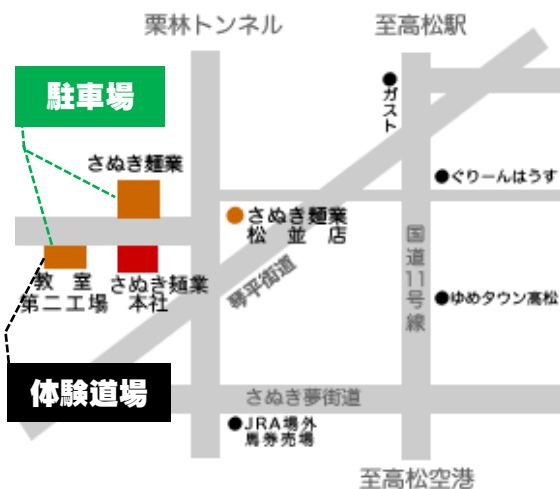 栗林トンネル
至高松駅
駐車場
ガスト
さぬき麺業
ぐりーんはうす
さぬき麺業
松並店
国道11号線
琴平街道
教室
第二工場
さぬき麺業
本社
ゆめタウン高松
体験道場
さぬき夢街道
JRA場外
馬券売場
至高松空港